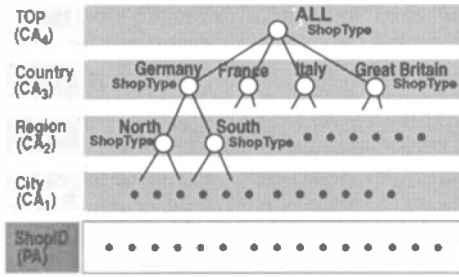 TOP
(CA₄)
ALL
ShopType
Country
(CA₃)
Germany
ShopType
France
Italy
Great Britain
ShopType
Region
(CA₂)
North
ShopType
South
ShopType
City
(CA₁)
ShopID
(PA)